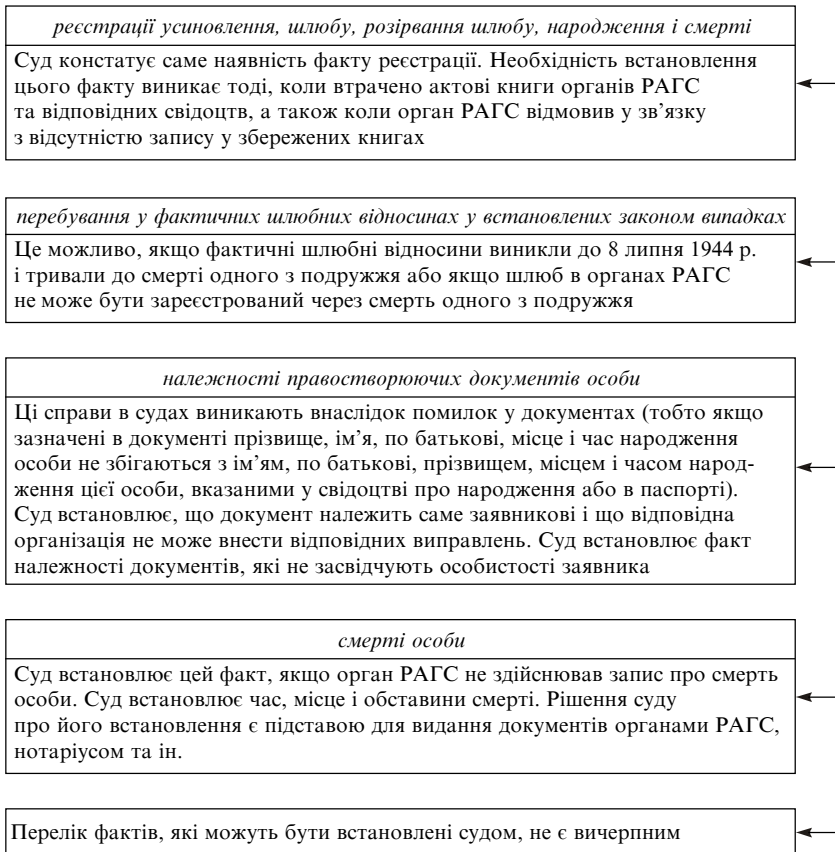 реєстрації усиновлення, шлюбу, розірвання шлюбу, народження і смерті
Суд констатує саме наявність факту реєстрації. Необхідність встановлення
цього факту виникає тоді, коли втрачено актові книги органів РАГС
та відповідних свідоцтв, а також коли орган РАГС відмовив у зв’язку
з відсутністю запису у збережених книгах
перебування у фактичних шлюбних відносинах у встановлених законом випадках
Це можливо, якщо фактичні шлюбні відносини виникли до 8 липня 1944 р.
і тривали до смерті одного з подружжя або якщо шлюб в органах РАГС
не може бути зареєстрований через смерть одного з подружжя
належності правостворюючих документів особи
Ці справи в судах виникають внаслідок помилок у документах (тобто якщо
зазначені в документі прізвище, ім’я, по батькові, місце і час народження
особи не збігаються з ім’ям, по батькові, прізвищем, місцем і часом народ-
ження цієї особи, вказаними у свідоцтві про народження або в паспорті).
Суд встановлює, що документ належить саме заявникові і що відповідна
організація не може внести відповідних виправлень. Суд встановлює факт
належності документів, які не засвідчують особистості заявника
смерті особи
Суд встановлює цей факт, якщо орган РАГС не здійснював запис про смерть
особи. Суд встановлює час, місце і обставини смерті. Рішення суду
про його встановлення є підставою для видання документів органами РАГС,
нотаріусом та ін.
Перелік фактів, які можуть бути встановлені судом, не є вичерпним